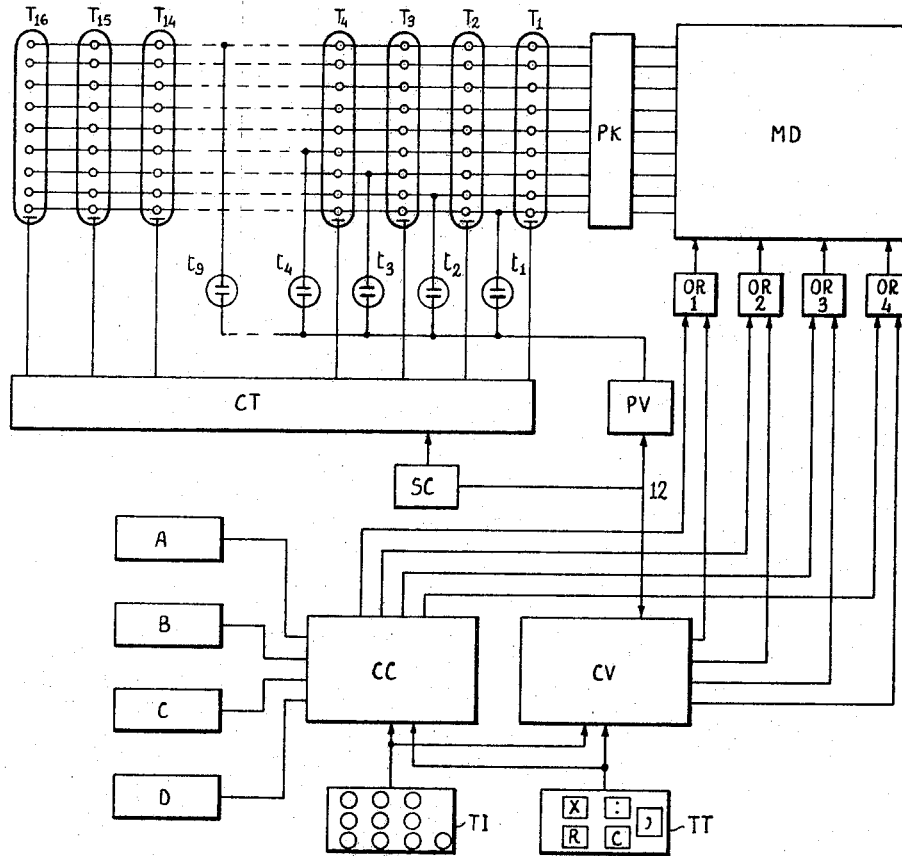 T16 T15 T14 T4 T3 T2 T1
PK
MD
t9 t4 t3 t2 t1
OR 1
OR 2
OR 3
OR 4
CT
PV
SC
12
A
B
C
D
CC
CV
TI
X : ,
R C
TT